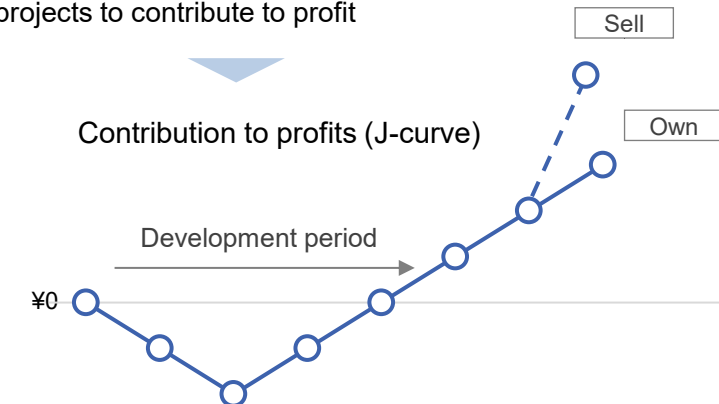 projects to contribute to profit
Sell
Contribution to profits (J-curve)
Own
Development period
¥0